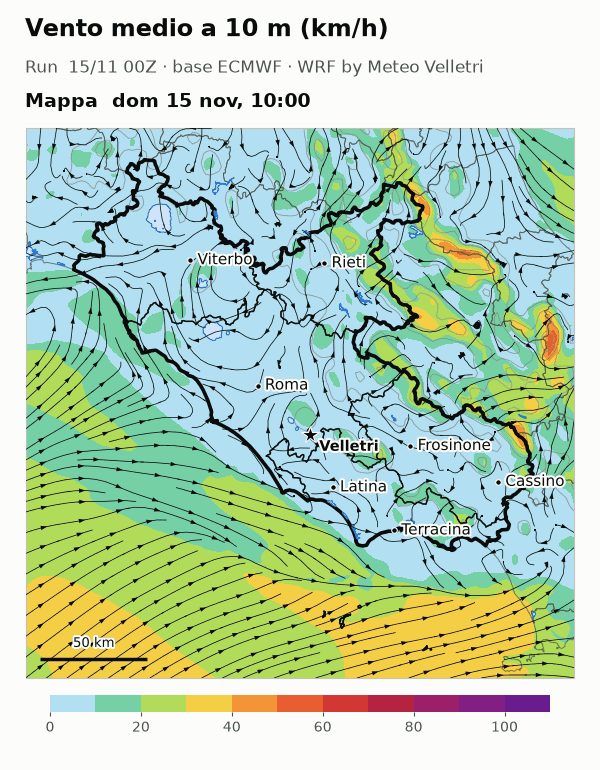 Vento medio a 10 m (km/h)
Run  15/11 00Z · base ECMWF · WRF by Meteo Velletri
Mappa  dom 15 nov, 10:00
Viterbo
Rieti
Roma
Velletri
Frosinone
Cassino
Latina
Terracina
50 km
0 20 40 60 80 100